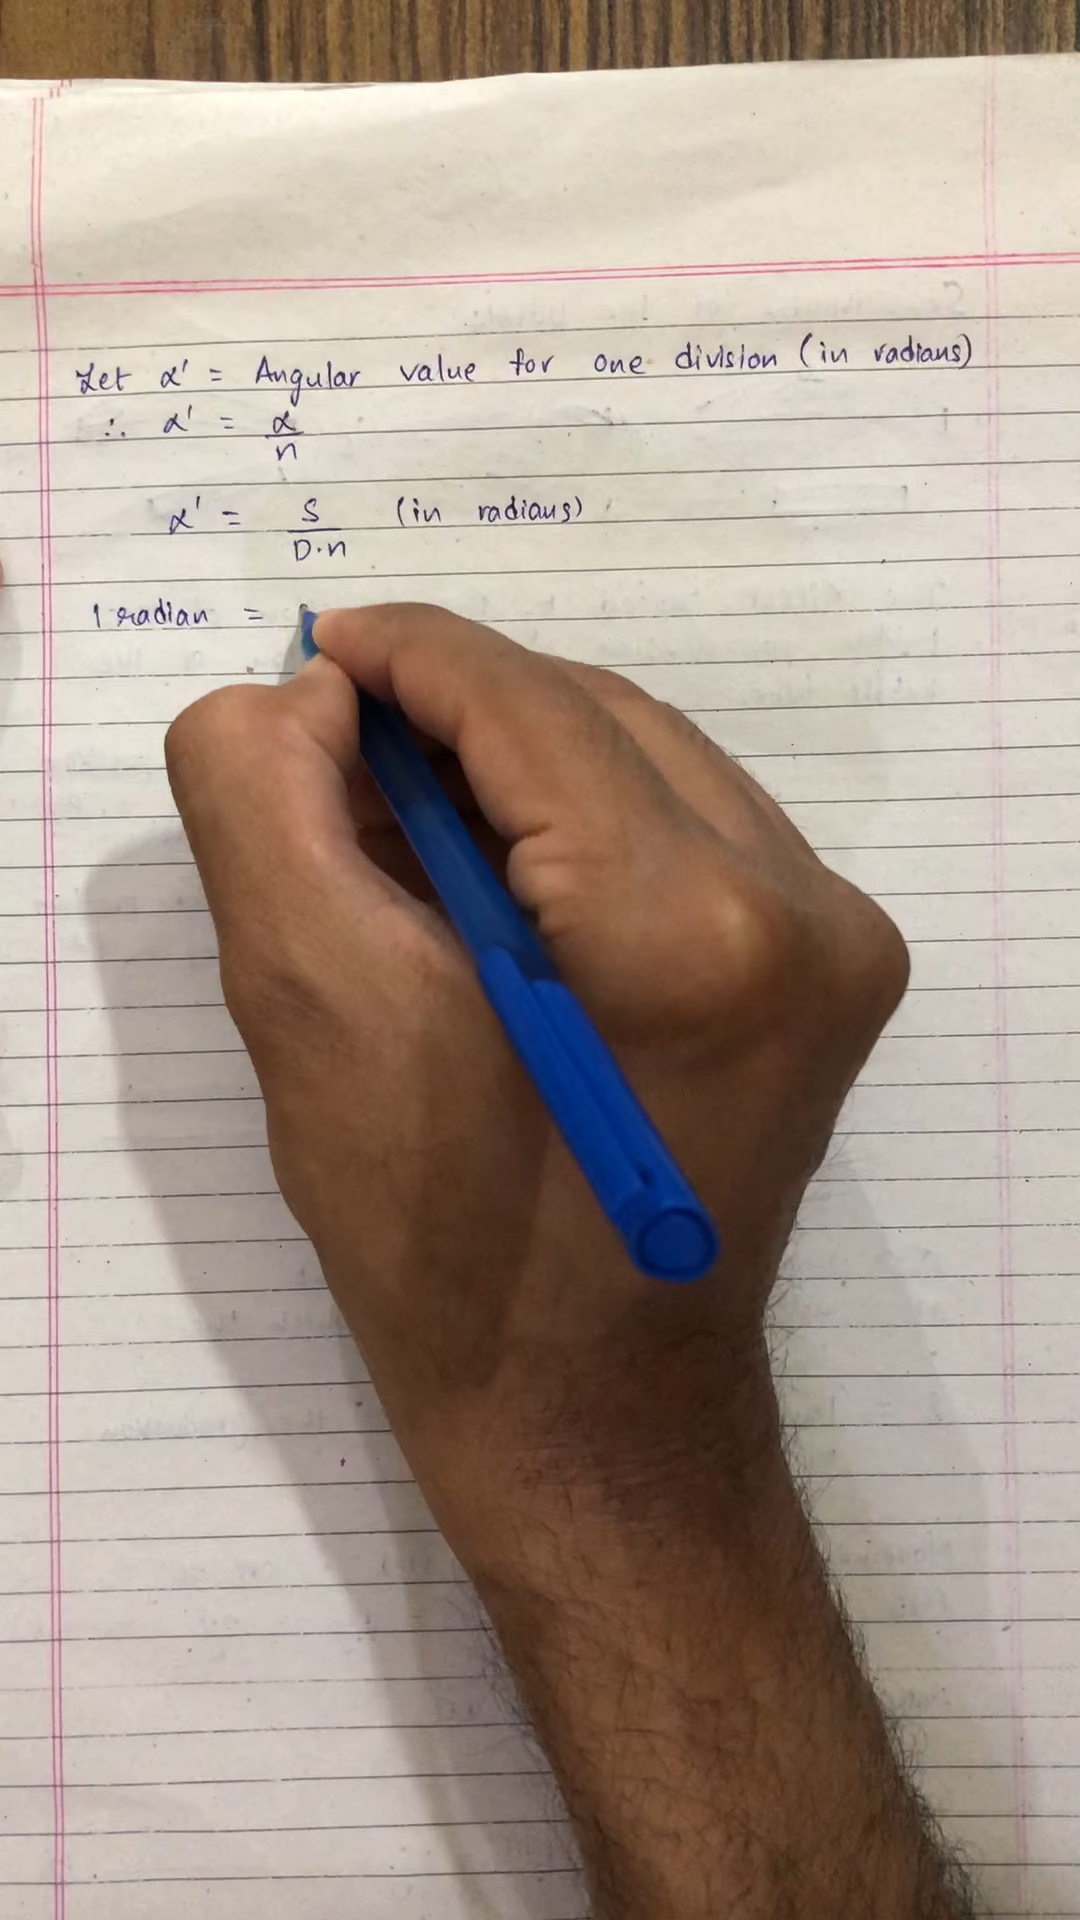 Let α' = Angular value for one division (in radians)
∴ α' = α/n
α' = S/D·n (in radians)
1 radian =